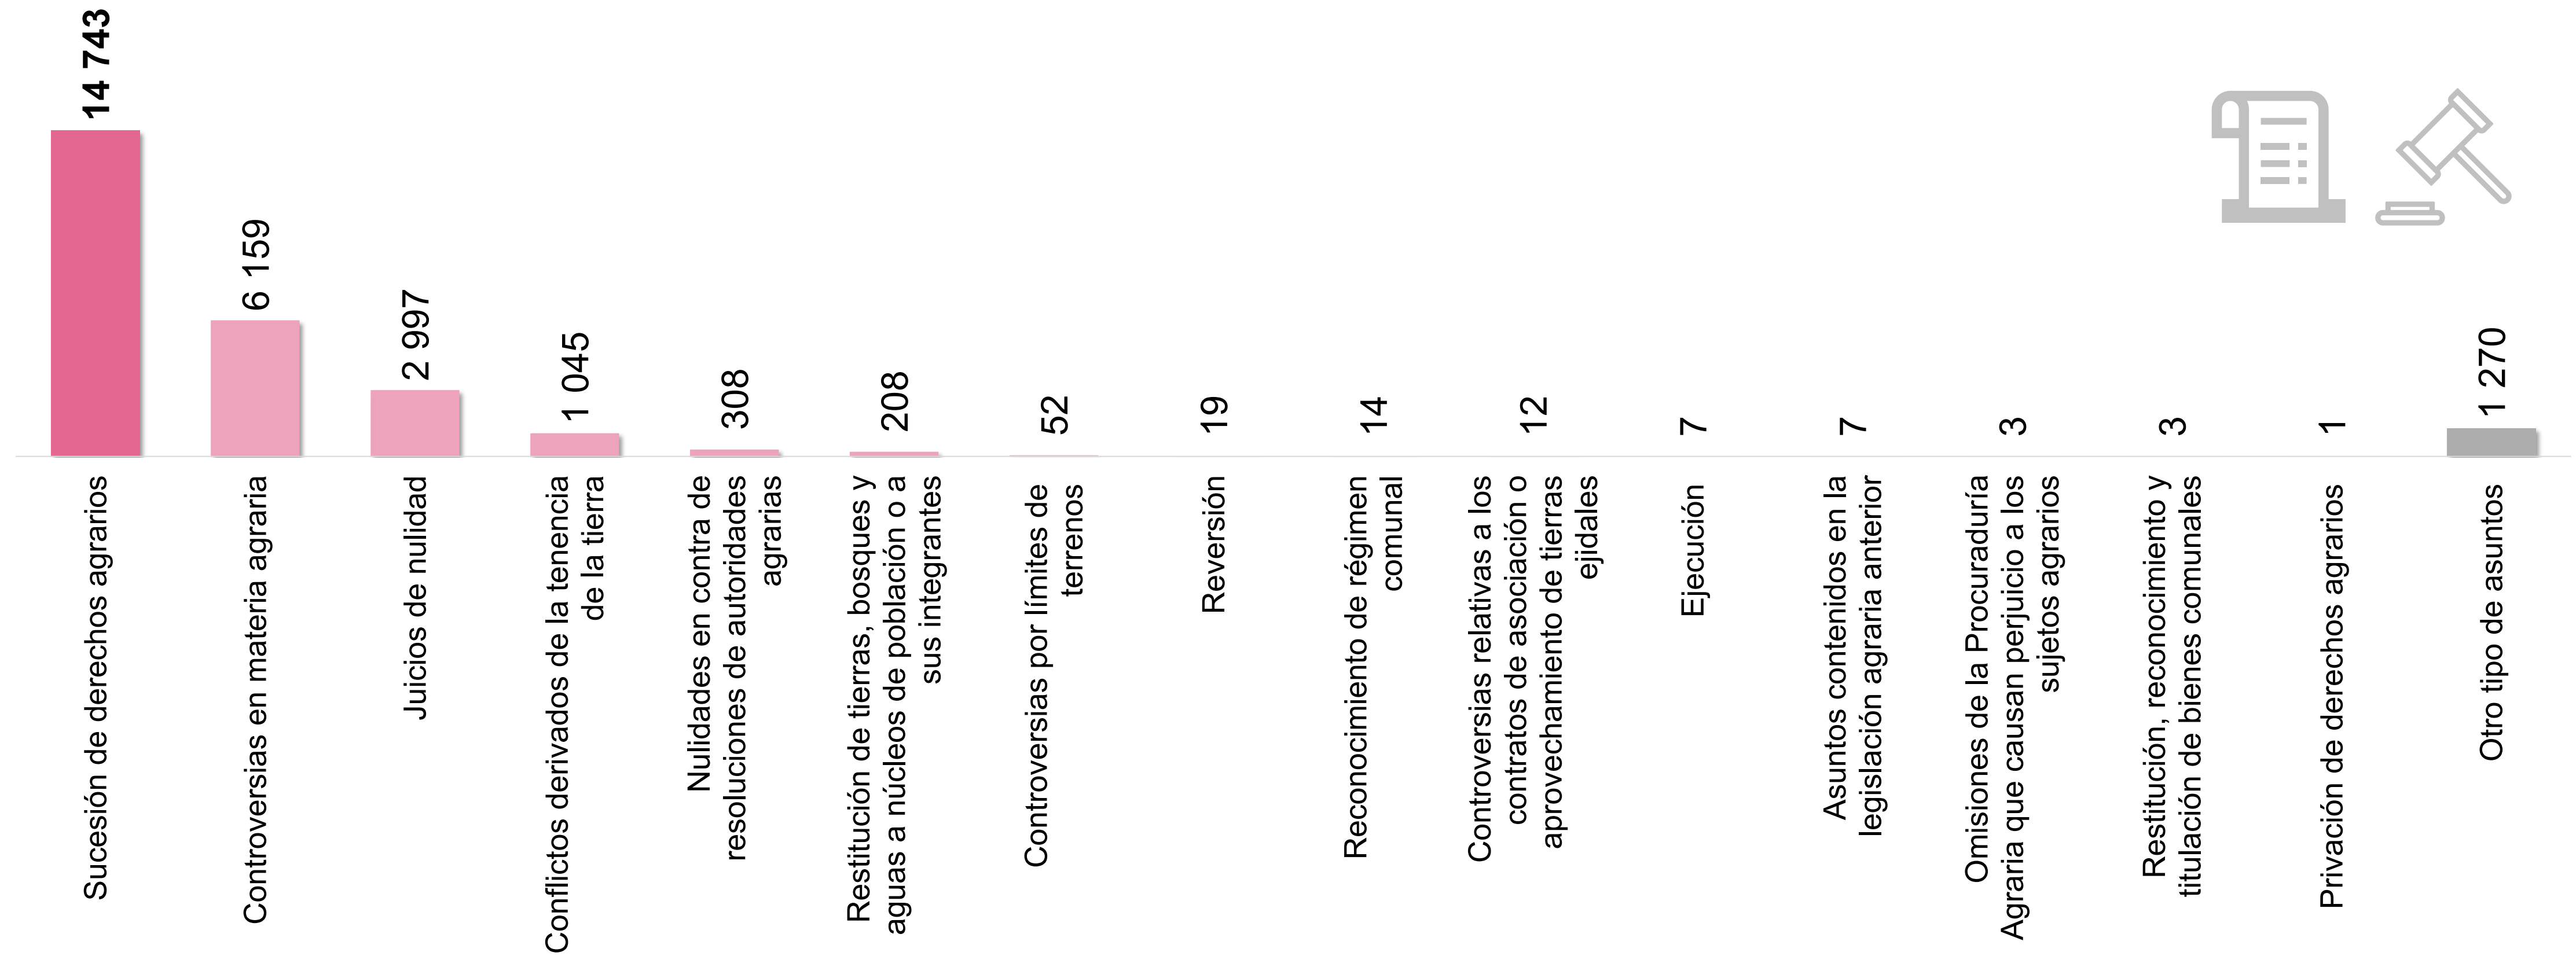 14 743
6 159
2 997
1 045
308
208
52
19
14
12
7
7
3
3
1
1 270
Sucesión de derechos agrarios
Controversias en materia agraria
Juicios de nulidad
Conflictos derivados de la tenencia
de la tierra
Nulidades en contra de
resoluciones de autoridades
agrarias
Restitución de tierras, bosques y
aguas a núcleos de población o a
sus integrantes
Controversias por límites de
terrenos
Reversión
Reconocimiento de régimen
comunal
Controversias relativas a los
contratos de asociación o
aprovechamiento de tierras
ejidales
Ejecución
Asuntos contenidos en la
legislación agraria anterior
Omisiones de la Procuraduría
Agraria que causan perjuicio a los
sujetos agrarios
Restitución, reconocimiento y
titulación de bienes comunales
Privación de derechos agrarios
Otro tipo de asuntos